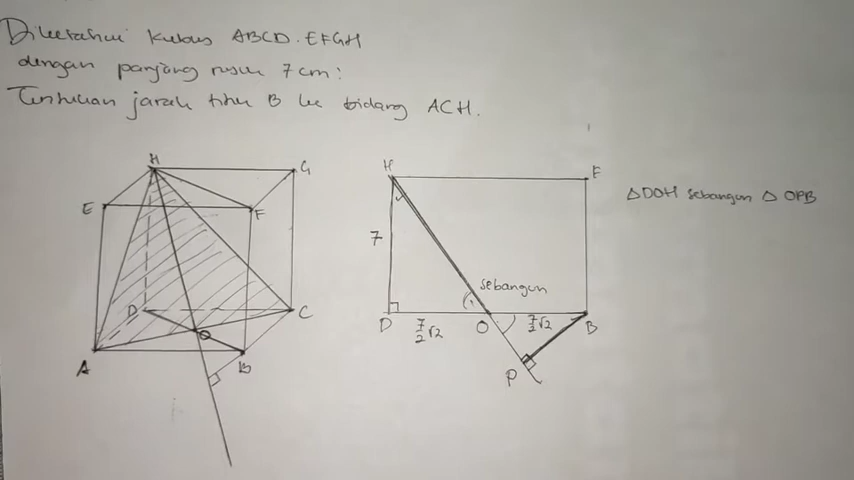 Diketahui Kubus ABCD.EFGH
dengan panjang rusuk 7 cm :
Tentukan jarak titik B ke bidang ACH.
H
G
E
F
D
C
O
A
B
H
F
7
sebangun
D
7/2 √2
O
7/2 √2
B
P
△DOH sebangun △ OPB